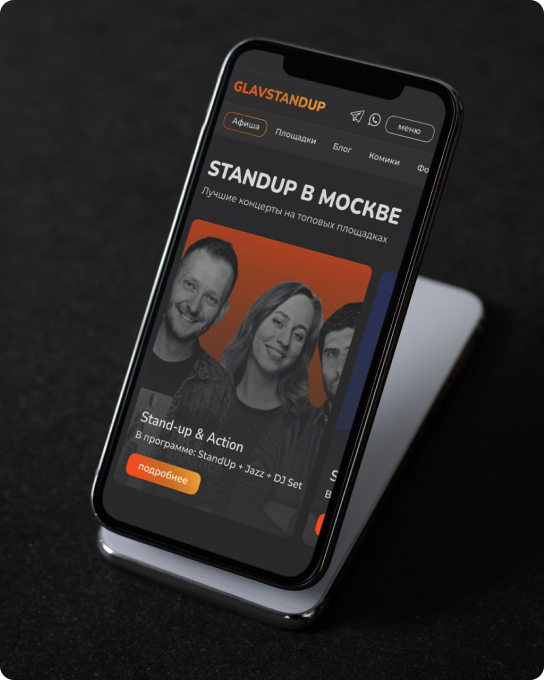 GLAVSTANDUP
меню
Афиша Площадки Блог Комики Фо
STANDUP В МОСКВЕ
Лучшие концерты на топовых площадках
Stand-up & Action
В программе: StandUp + Jazz + DJ Set
подробнее
S
В